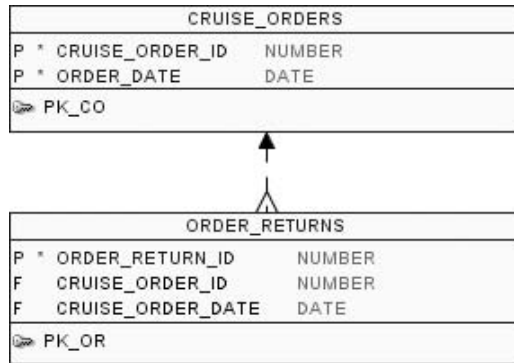 CRUISE_ORDERS
P * CRUISE_ORDER_ID NUMBER
P * ORDER_DATE DATE
PK_CO
ORDER_RETURNS
P * ORDER_RETURN_ID NUMBER
F CRUISE_ORDER_ID NUMBER
F CRUISE_ORDER_DATE DATE
PK_OR